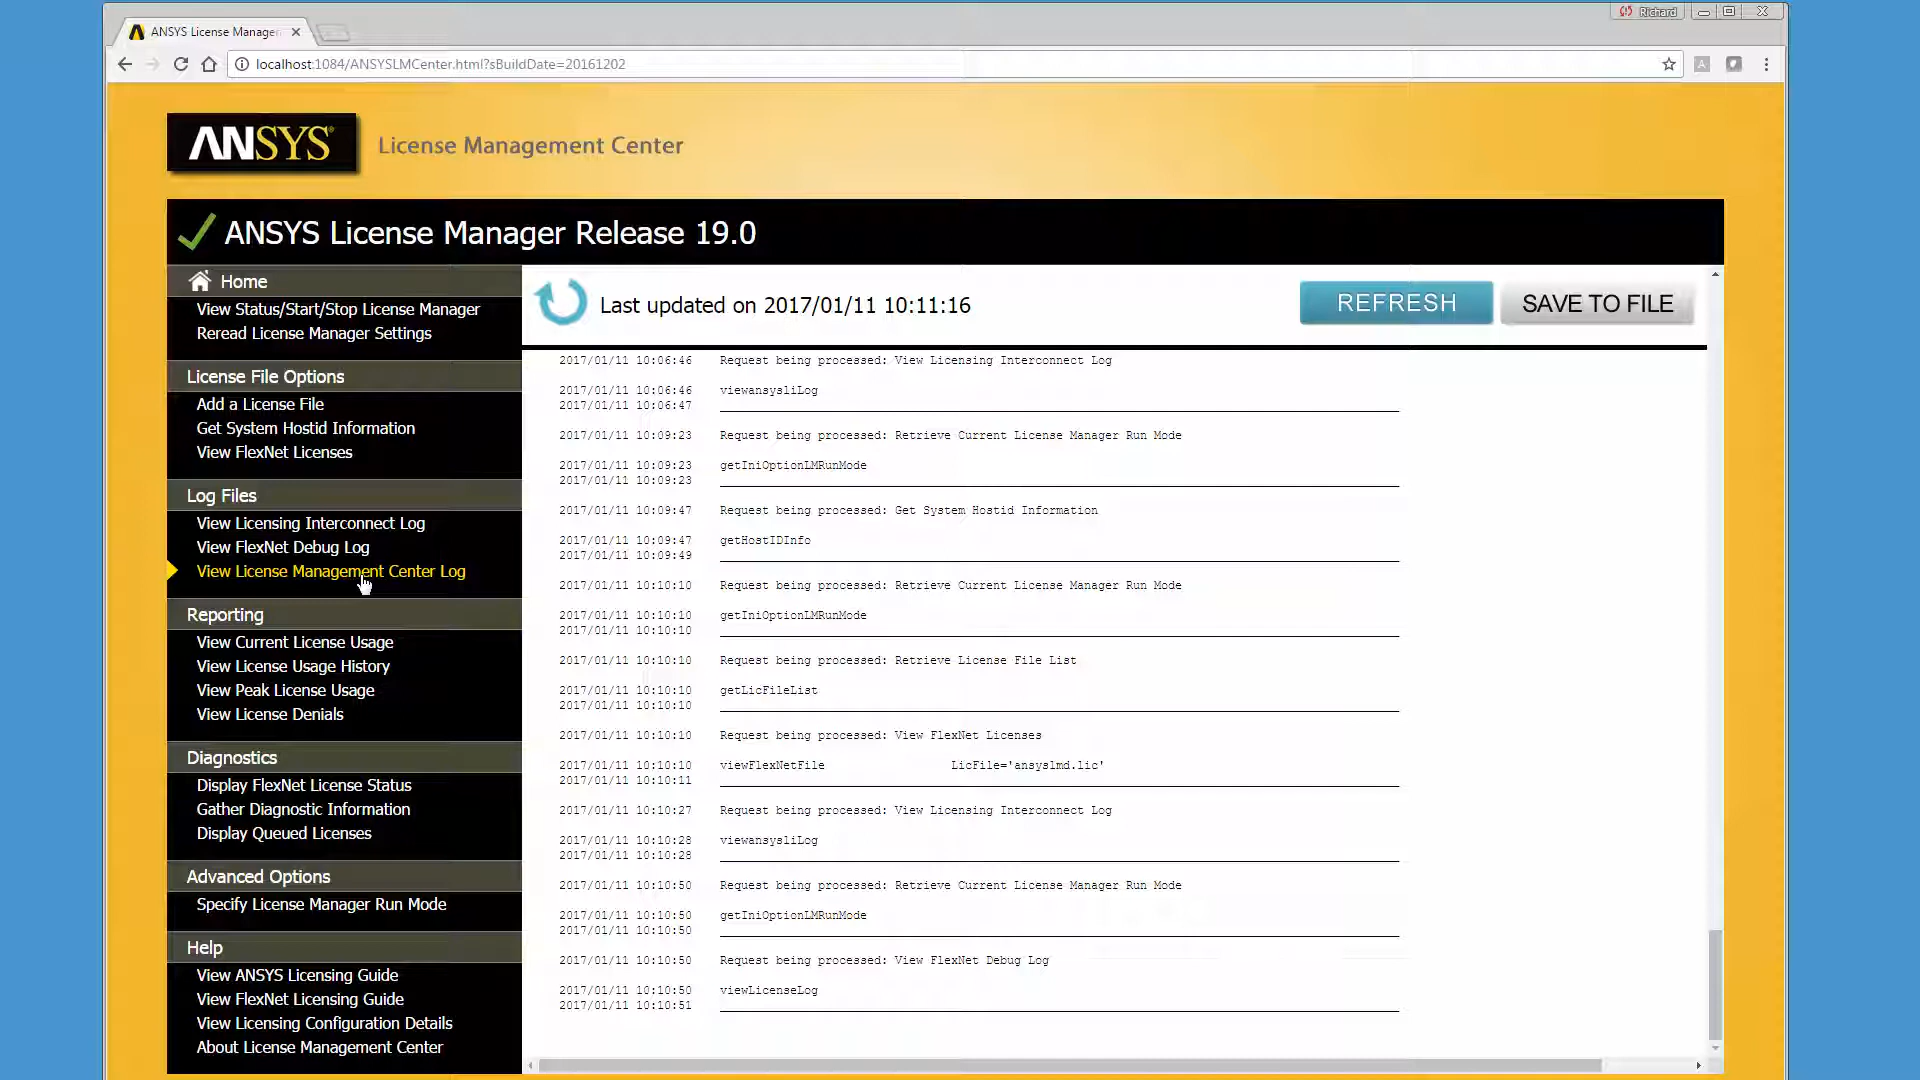 ANSYS License Manager
Richard
localhost:1084/ANSYSLMCenter.html?sBuildDate=20161202
ANSYS® License Management Center
ANSYS License Manager Release 19.0
Home
View Status/Start/Stop License Manager
Reread License Manager Settings
License File Options
Add a License File
Get System Hostid Information
View FlexNet Licenses
Log Files
View Licensing Interconnect Log
View FlexNet Debug Log
View License Management Center Log
Reporting
View Current License Usage
View License Usage History
View Peak License Usage
View License Denials
Diagnostics
Display FlexNet License Status
Gather Diagnostic Information
Display Queued Licenses
Advanced Options
Specify License Manager Run Mode
Help
View ANSYS Licensing Guide
View FlexNet Licensing Guide
View Licensing Configuration Details
About License Management Center
Last updated on 2017/01/11 10:11:16
REFRESH
SAVE TO FILE
2017/01/11 10:06:46 Request being processed: View Licensing Interconnect Log
2017/01/11 10:06:46 viewansysliLog
2017/01/11 10:06:47
2017/01/11 10:09:23 Request being processed: Retrieve Current License Manager Run Mode
2017/01/11 10:09:23 getIniOptionLMRunMode
2017/01/11 10:09:23
2017/01/11 10:09:47 Request being processed: Get System Hostid Information
2017/01/11 10:09:47 getHostIDInfo
2017/01/11 10:09:49
2017/01/11 10:10:10 Request being processed: Retrieve Current License Manager Run Mode
2017/01/11 10:10:10 getIniOptionLMRunMode
2017/01/11 10:10:10
2017/01/11 10:10:10 Request being processed: Retrieve License File List
2017/01/11 10:10:10 getLicFileList
2017/01/11 10:10:10
2017/01/11 10:10:10 Request being processed: View FlexNet Licenses
2017/01/11 10:10:10 viewFlexNetFile LicFile='ansyslmd.lic'
2017/01/11 10:10:11
2017/01/11 10:10:27 Request being processed: View Licensing Interconnect Log
2017/01/11 10:10:28 viewansysliLog
2017/01/11 10:10:28
2017/01/11 10:10:50 Request being processed: Retrieve Current License Manager Run Mode
2017/01/11 10:10:50 getIniOptionLMRunMode
2017/01/11 10:10:50
2017/01/11 10:10:50 Request being processed: View FlexNet Debug Log
2017/01/11 10:10:50 viewLicenseLog
2017/01/11 10:10:51